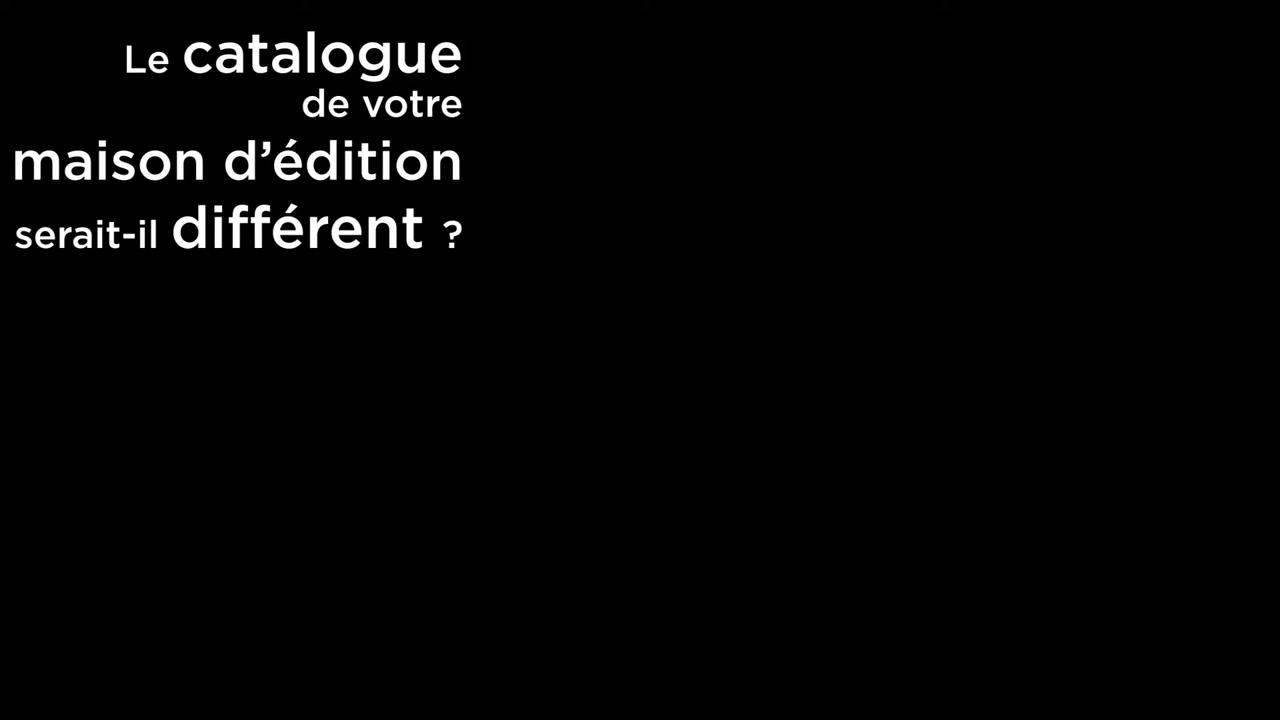 Le catalogue
de votre
maison d’édition
serait-il différent ?